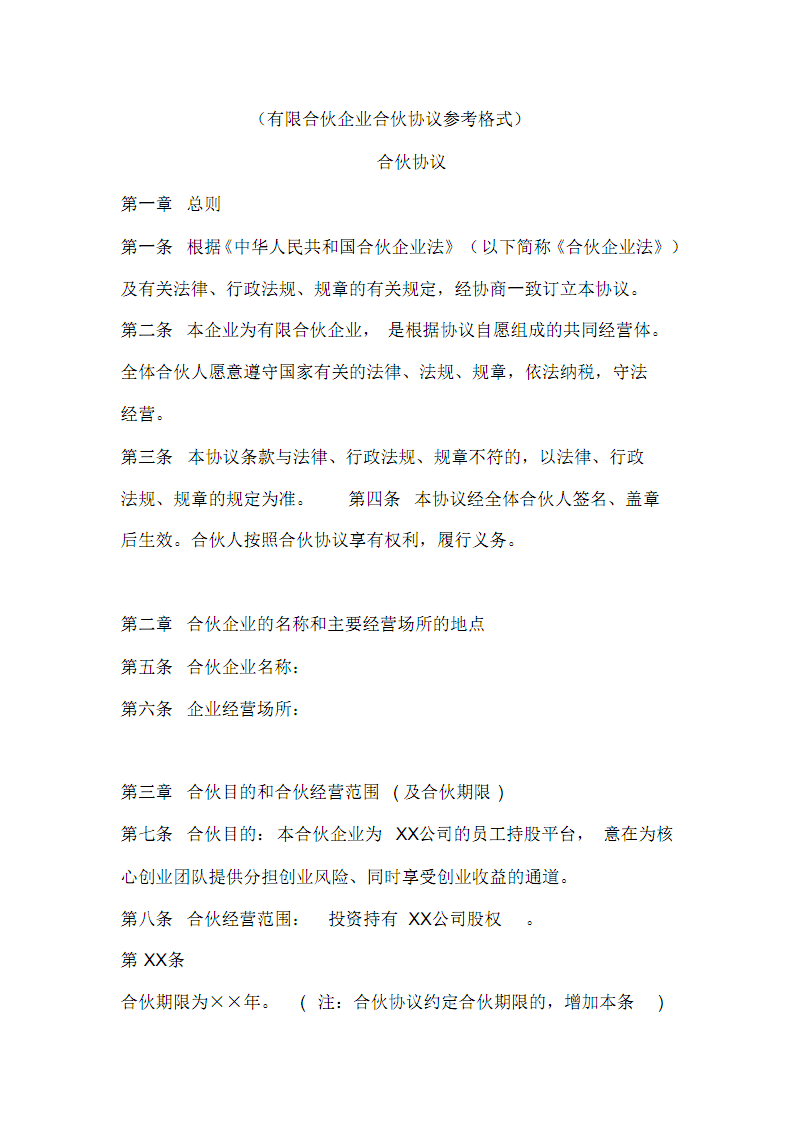 （有限合伙企业合伙协议参考格式）
合伙协议
第一章 总则
第一条 根据《中华人民共和国合伙企业法》（以下简称《合伙企业法》）
及有关法律、行政法规、规章的有关规定，经协商一致订立本协议。
第二条 本企业为有限合伙企业， 是根据协议自愿组成的共同经营体。
全体合伙人愿意遵守国家有关的法律、法规、规章，依法纳税，守法
经营。
第三条 本协议条款与法律、行政法规、规章不符的，以法律、行政
法规、规章的规定为准。 第四条 本协议经全体合伙人签名、盖章
后生效。合伙人按照合伙协议享有权利，履行义务。
第二章 合伙企业的名称和主要经营场所的地点
第五条 合伙企业名称：
第六条 企业经营场所：
第三章 合伙目的和合伙经营范围 (及合伙期限)
第七条 合伙目的：本合伙企业为 XX公司的员工持股平台， 意在为核
心创业团队提供分担创业风险、同时享受创业收益的通道。
第八条 合伙经营范围： 投资持有 XX公司股权 。
第 XX条
合伙期限为××年。 ( 注：合伙协议约定合伙期限的，增加本条 )